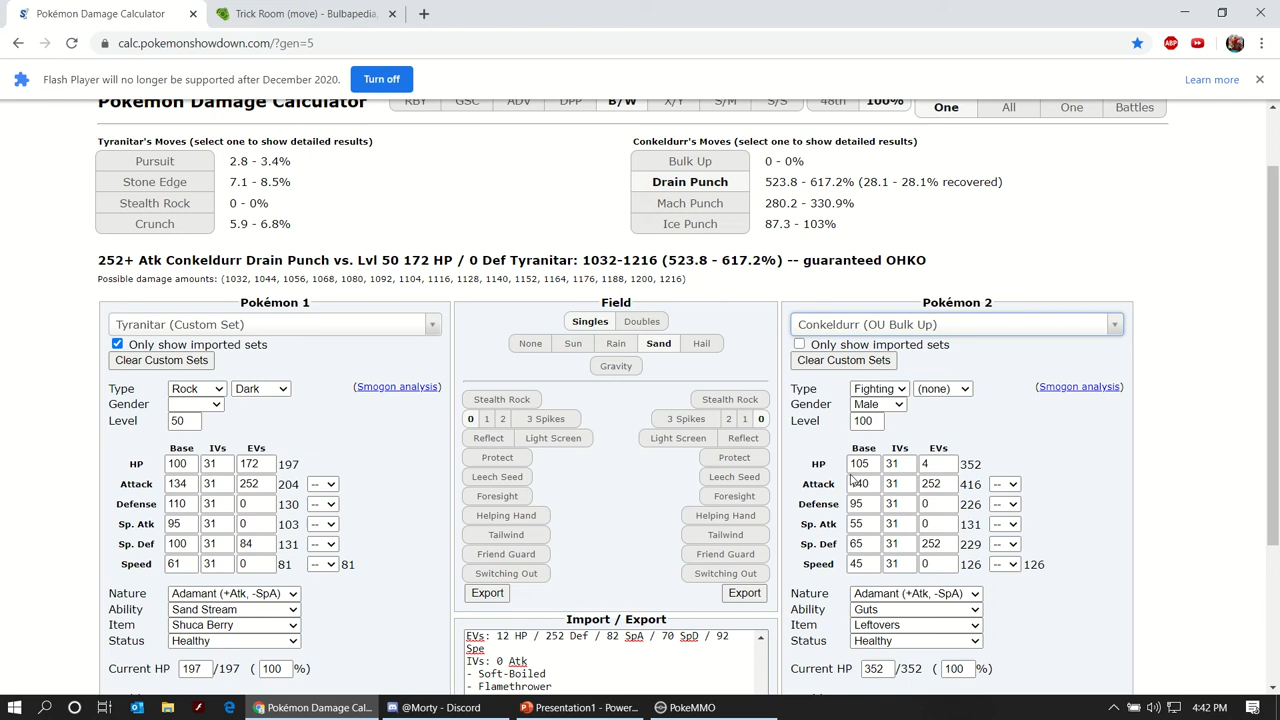 Pokémon Damage Calculator
Trick Room (move) - Bulbapedia,
calc.pokemonshowdown.com/?gen=5
ABP
Flash Player will no longer be supported after December 2020.
Turn off
Learn more
Pokémon Damage Calculator
RBY GSC ADV DPP B/W X/Y S/M S/S 48th 100% One All One Battles
Tyranitar's Moves (select one to show detailed results)
Pursuit 2.8 - 3.4%
Stone Edge 7.1 - 8.5%
Stealth Rock 0 - 0%
Crunch 5.9 - 6.8%
Conkeldurr's Moves (select one to show detailed results)
Bulk Up 0 - 0%
Drain Punch 523.8 - 617.2% (28.1 - 28.1% recovered)
Mach Punch 280.2 - 330.9%
Ice Punch 87.3 - 103%
252+ Atk Conkeldurr Drain Punch vs. Lvl 50 172 HP / 0 Def Tyranitar: 1032-1216 (523.8 - 617.2%) -- guaranteed OHKO
Possible damage amounts: (1032, 1044, 1056, 1068, 1080, 1092, 1104, 1116, 1128, 1140, 1152, 1164, 1176, 1188, 1200, 1216)
Pokémon 1
Tyranitar (Custom Set)
Only show imported sets
Clear Custom Sets
Type Rock Dark (Smogon analysis)
Gender
Level 50
Base IVs EVs
HP 100 31 172 197
Attack 134 31 252 204 --
Defense 110 31 0 130 --
Sp. Atk 95 31 0 103 --
Sp. Def 100 31 84 131 --
Speed 61 31 0 81 -- 81
Nature Adamant (+Atk, -SpA)
Ability Sand Stream
Item Shuca Berry
Status Healthy
Current HP 197 /197 ( 100 %)
Field
Singles Doubles
None Sun Rain Sand Hail
Gravity
Stealth Rock Stealth Rock
0 1 2 3 Spikes 3 Spikes 2 1 0
Reflect Light Screen Light Screen Reflect
Protect Protect
Leech Seed Leech Seed
Foresight Foresight
Helping Hand Helping Hand
Tailwind Tailwind
Friend Guard Friend Guard
Switching Out Switching Out
Export Export
Import / Export
EVs: 12 HP / 252 Def / 82 SpA / 70 SpD / 92
Spe
IVs: 0 Atk
- Soft-Boiled
- Flamethrower
Pokémon 2
Conkeldurr (OU Bulk Up)
Only show imported sets
Clear Custom Sets
Type Fighting (none) (Smogon analysis)
Gender Male
Level 100
Base IVs EVs
HP 105 31 4 352
Attack 40 31 252 416 --
Defense 95 31 0 226 --
Sp. Atk 55 31 0 131 --
Sp. Def 65 31 252 229 --
Speed 45 31 0 126 -- 126
Nature Adamant (+Atk, -SpA)
Ability Guts
Item Leftovers
Status Healthy
Current HP 352 /352 ( 100 %)
Pokémon Damage Cal...
@Morty - Discord
Presentation1 - Powe...
PokeMMO
4:42 PM